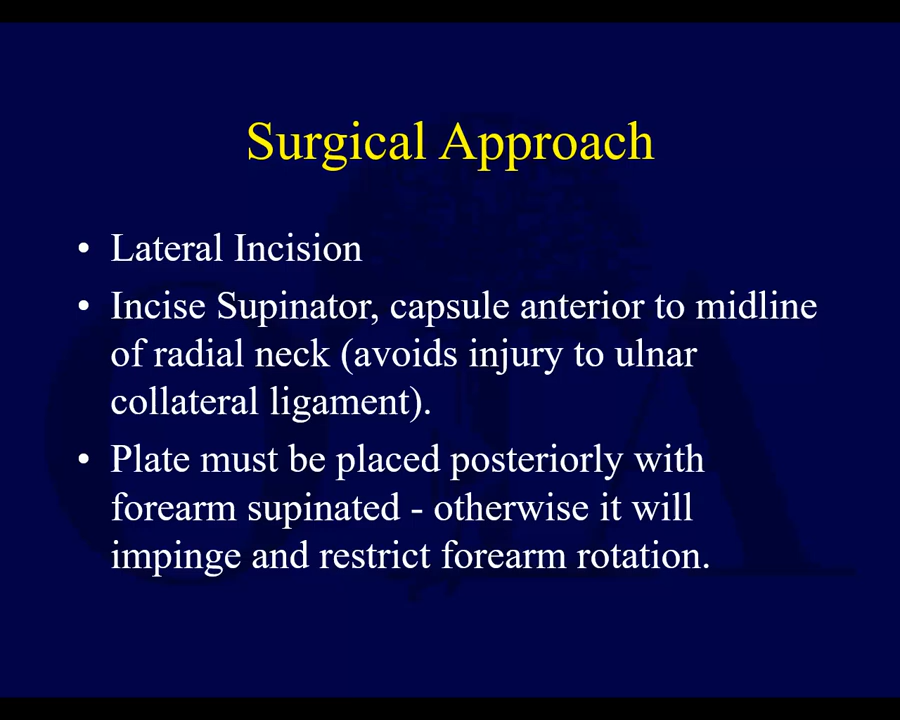 Surgical Approach
• Lateral Incision
• Incise Supinator, capsule anterior to midline
of radial neck (avoids injury to ulnar
collateral ligament).
• Plate must be placed posteriorly with
forearm supinated - otherwise it will
impinge and restrict forearm rotation.
OTA